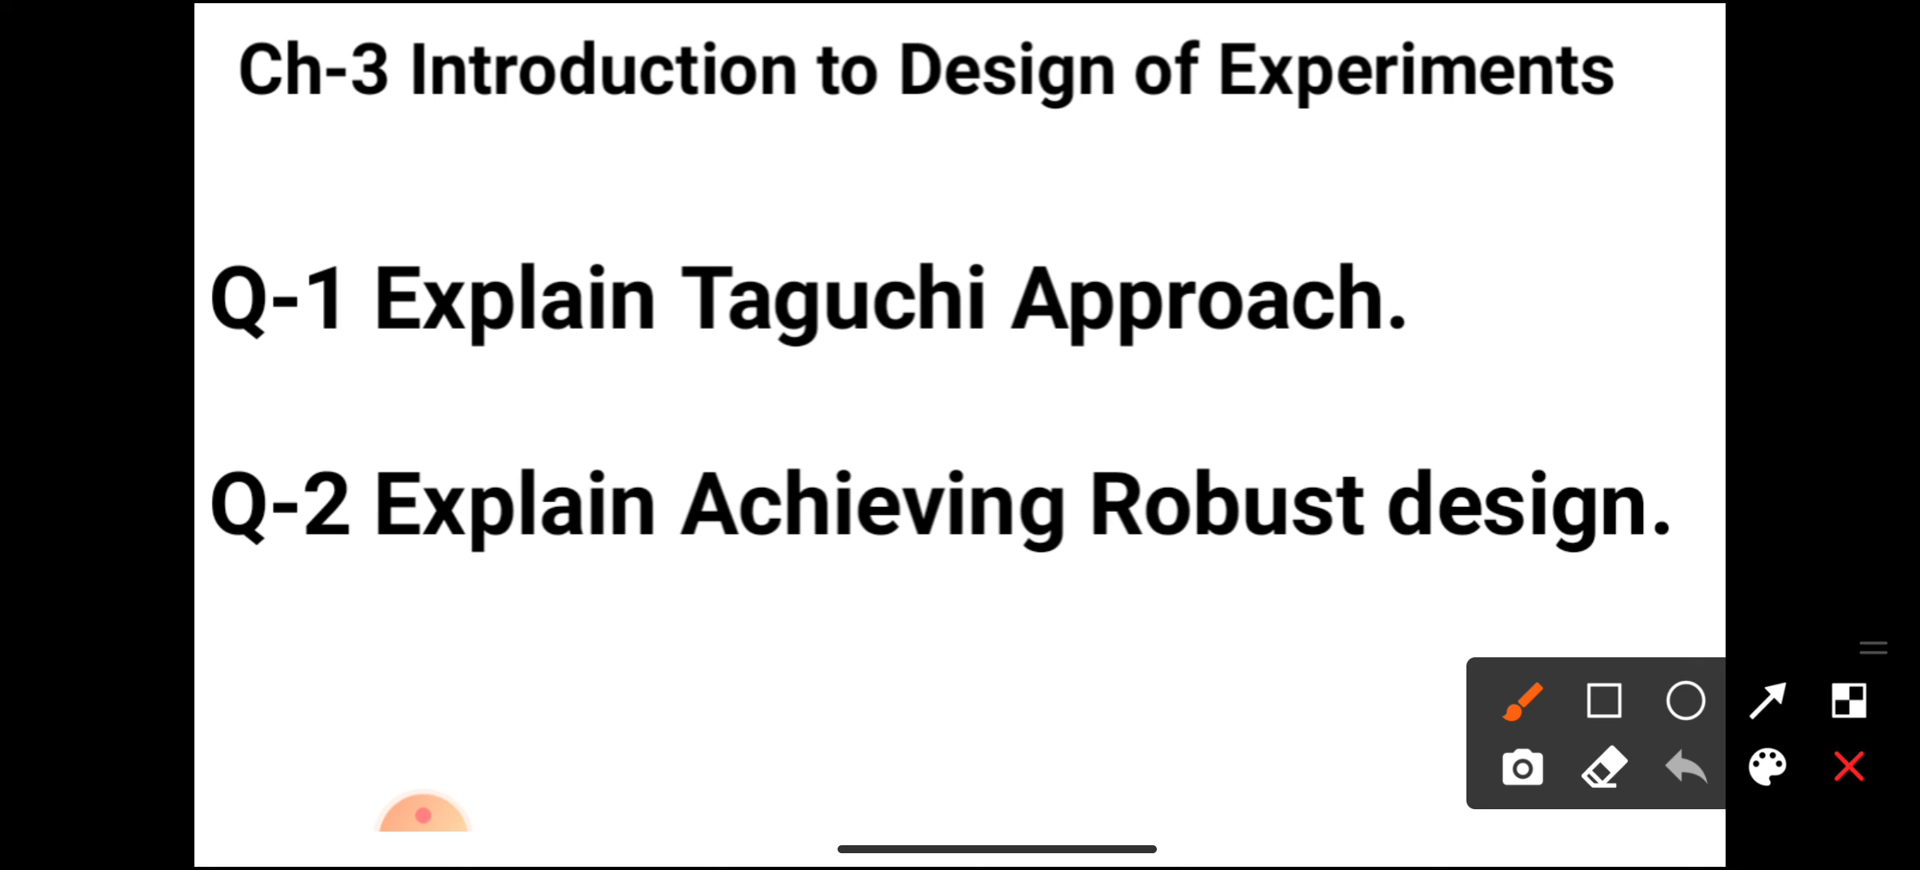 Ch-3 Introduction to Design of Experiments
Q-1 Explain Taguchi Approach.
Q-2 Explain Achieving Robust design.